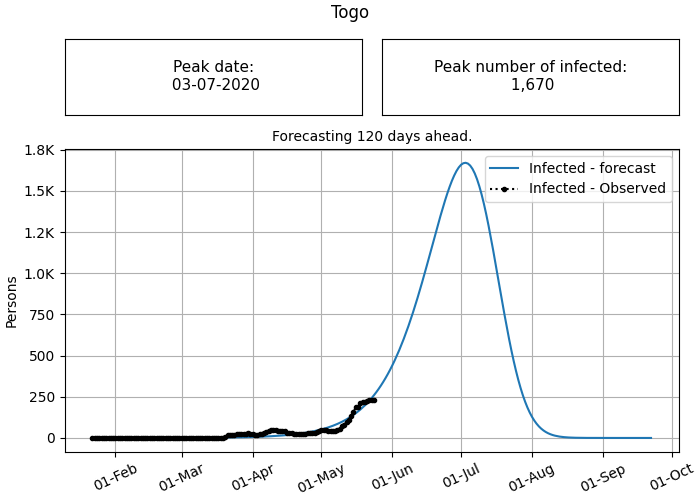 Togo
Peak date:
03-07-2020
Peak number of infected:
1,670
Forecasting 120 days ahead.
1.8K
1.5K
1.2K
1.0K
750
500
250
0
Persons
Infected - forecast
Infected - Observed
01-Feb
01-Mar
01-Apr
01-May
01-Jun
01-Jul
01-Aug
01-Sep
01-Oct